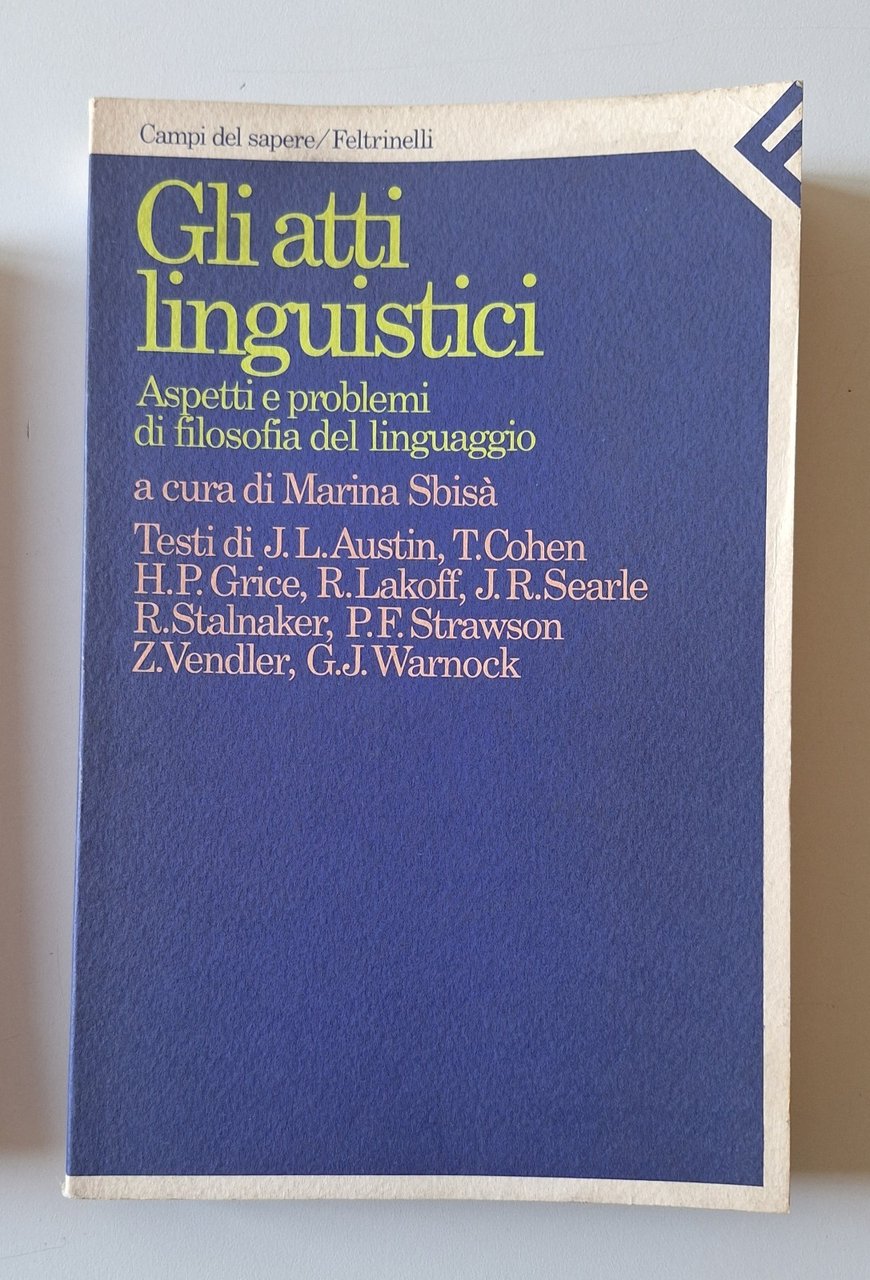 Campi del sapere/Feltrinelli
Gli atti
linguistici
Aspetti e problemi
di filosofia del linguaggio
a cura di Marina Sbisà
Testi di J.L.Austin, T.Cohen
H.P.Grice, R.Lakoff, J.R.Searle
R.Stalnaker, P.F.Strawson
Z.Vendler, G.J.Warnock